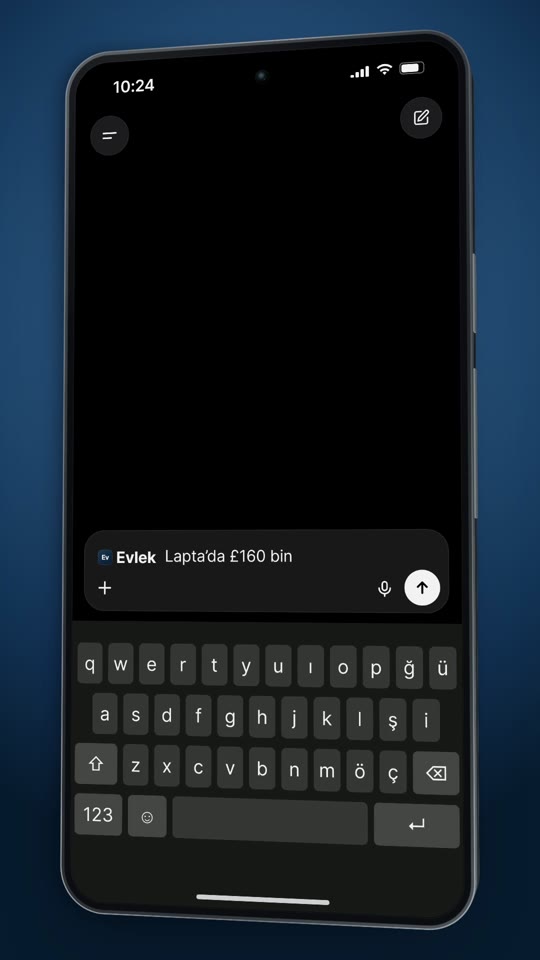 10:24
Ev Evlek Lapta'da £160 bin
q w e r t y u ı o p ğ ü
a s d f g h j k l ş i
z x c v b n m ö ç
123